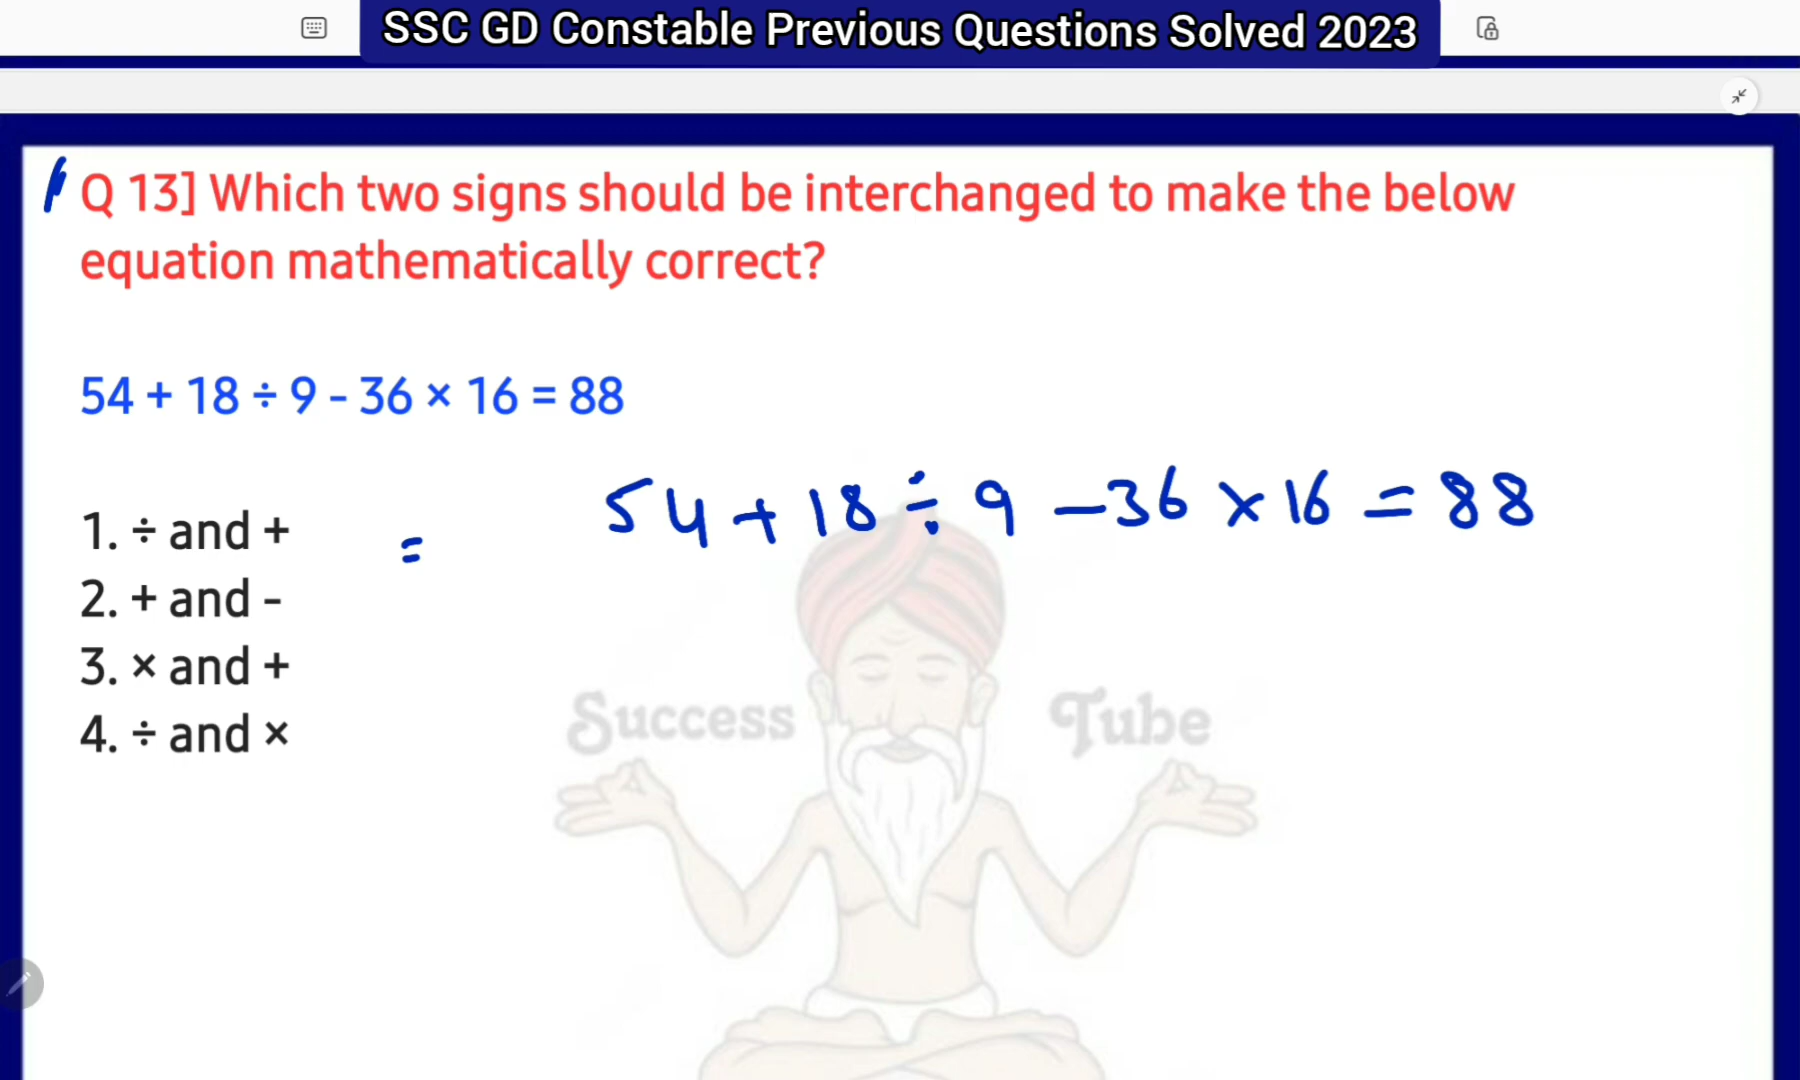 SSC GD Constable Previous Questions Solved 2023
Q 13] Which two signs should be interchanged to make the below
equation mathematically correct?
54 + 18 ÷ 9 - 36 × 16 = 88
54 + 18 ÷ 9 - 36 × 16 = 88
1. ÷ and +
=
2. + and -
3. × and +
4. ÷ and ×
Success Tube